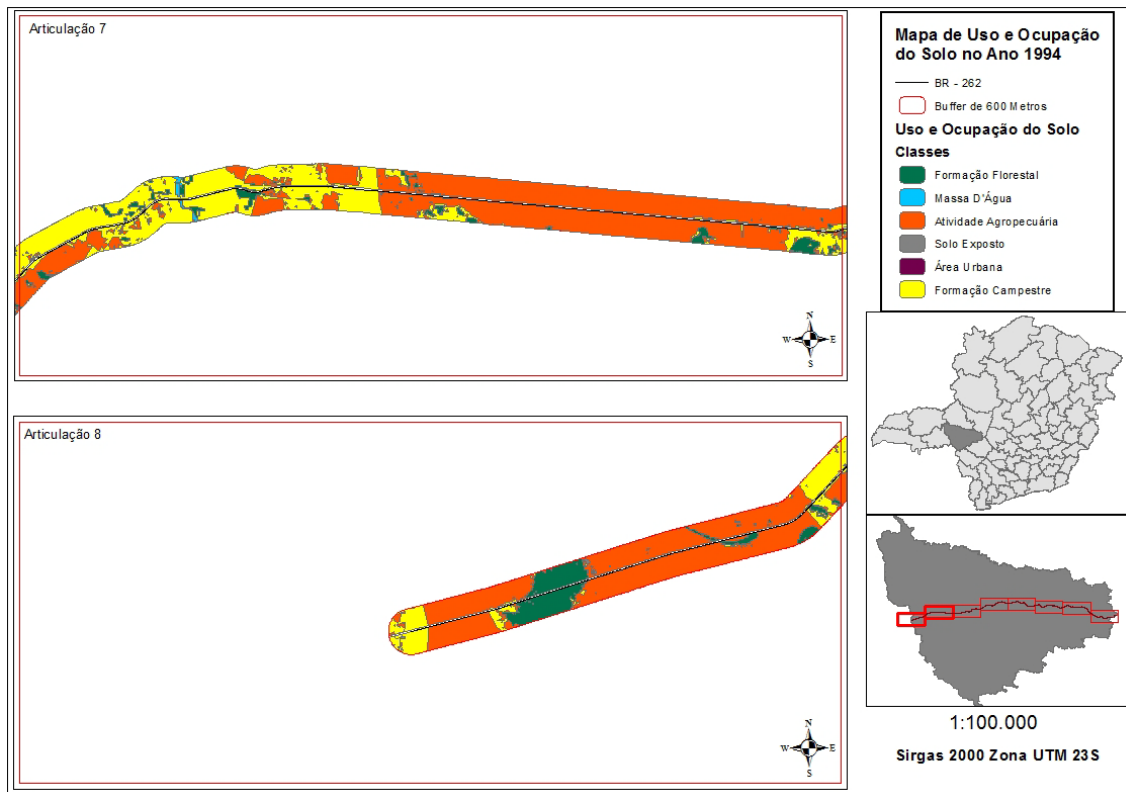 Articulação 7
N
W
E
S
Articulação 8
N
W
E
S
Mapa de Uso e Ocupação
do Solo no Ano 1994
BR - 262
Buffer de 600 Metros
Uso e Ocupação do Solo
Classes
Formação Florestal
Massa D'Água
Atividade Agropecuária
Solo Exposto
Área Urbana
Formação Campestre
1:100.000
Sirgas 2000 Zona UTM 23S